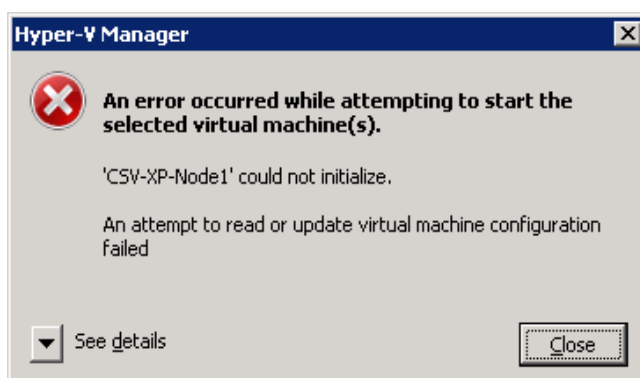 Hyper-V Manager
An error occurred while attempting to start the
selected virtual machine(s).
'CSV-XP-Node1' could not initialize.
An attempt to read or update virtual machine configuration
failed
See details
Close